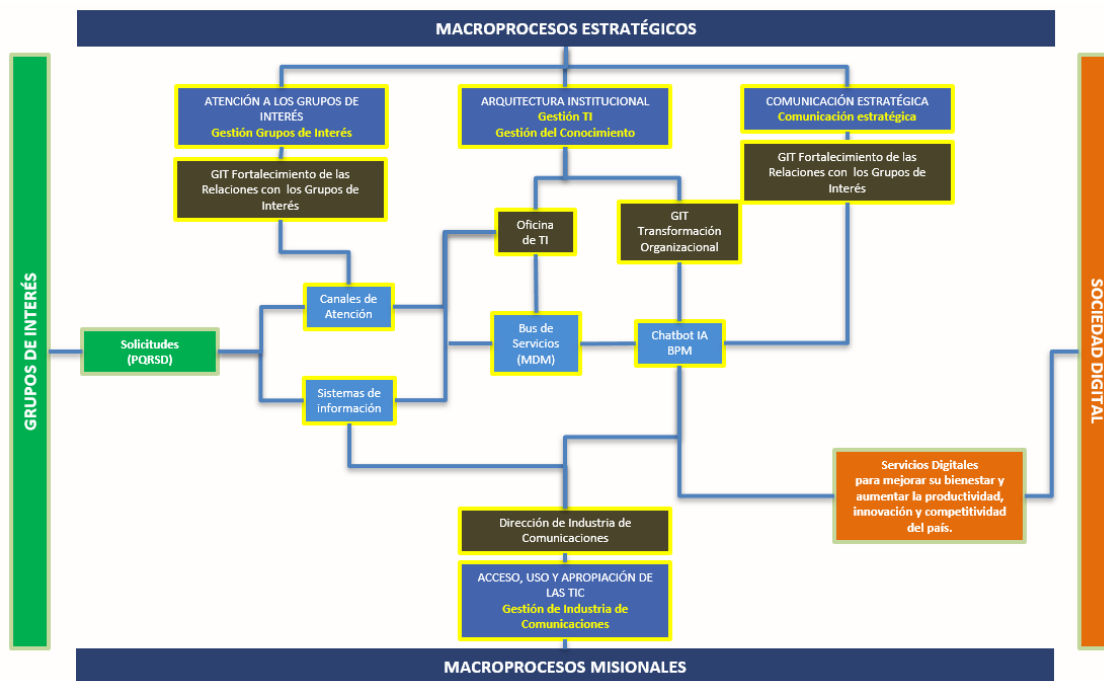 MACROPROCESOS ESTRATÉGICOS
GRUPOS DE INTERÉS
ATENCIÓN A LOS GRUPOS DE
INTERÉS
Gestión Grupos de Interés
ARQUITECTURA INSTITUCIONAL
Gestión TI
Gestión del Conocimiento
COMUNICACIÓN ESTRATÉGICA
Comunicación estratégica
GIT Fortalecimiento de las
Relaciones con los Grupos de
Interés
GIT Fortalecimiento de las
Relaciones con los Grupos de
Interés
Oficina
de TI
GIT
Transformación
Organizacional
Canales de
Atención
Solicitudes
(PQRSD)
Bus de
Servicios
(MDM)
Chatbot IA
BPM
Sistemas de
información
Servicios Digitales
para mejorar su bienestar y
aumentar la productividad,
innovación y competitividad
del país.
SOCIEDAD DIGITAL
Dirección de Industria de
Comunicaciones
ACCESO, USO Y APROPIACIÓN DE
LAS TIC
Gestión de Industria de
Comunicaciones
MACROPROCESOS MISIONALES